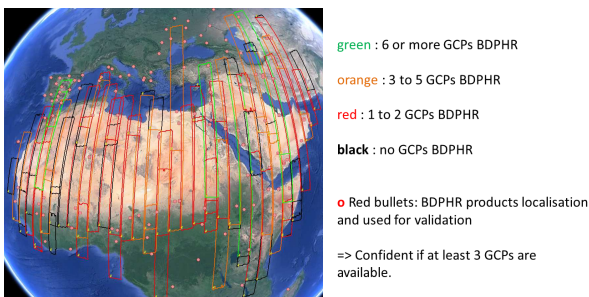 green : 6 or more GCPs BDPHR
orange : 3 to 5 GCPs BDPHR
red : 1 to 2 GCPs BDPHR
black : no GCPs BDPHR
o Red bullets: BDPHR products localisation
and used for validation
=> Confident if at least 3 GCPs are
available.